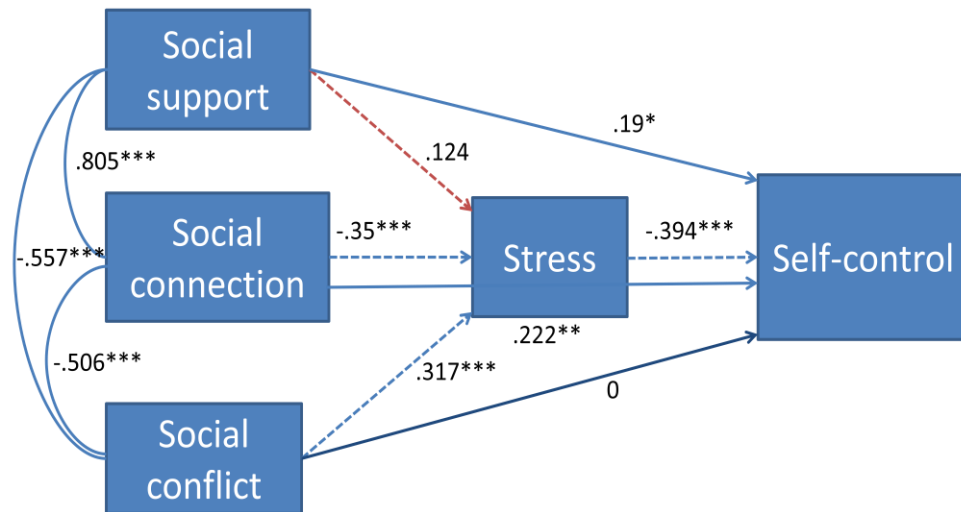 Social
support
.19*
.805***
.124
Social
connection
-.35***
Stress
-.394***
Self-control
-.557***
.222**
-.506***
.317***
0
Social
conflict